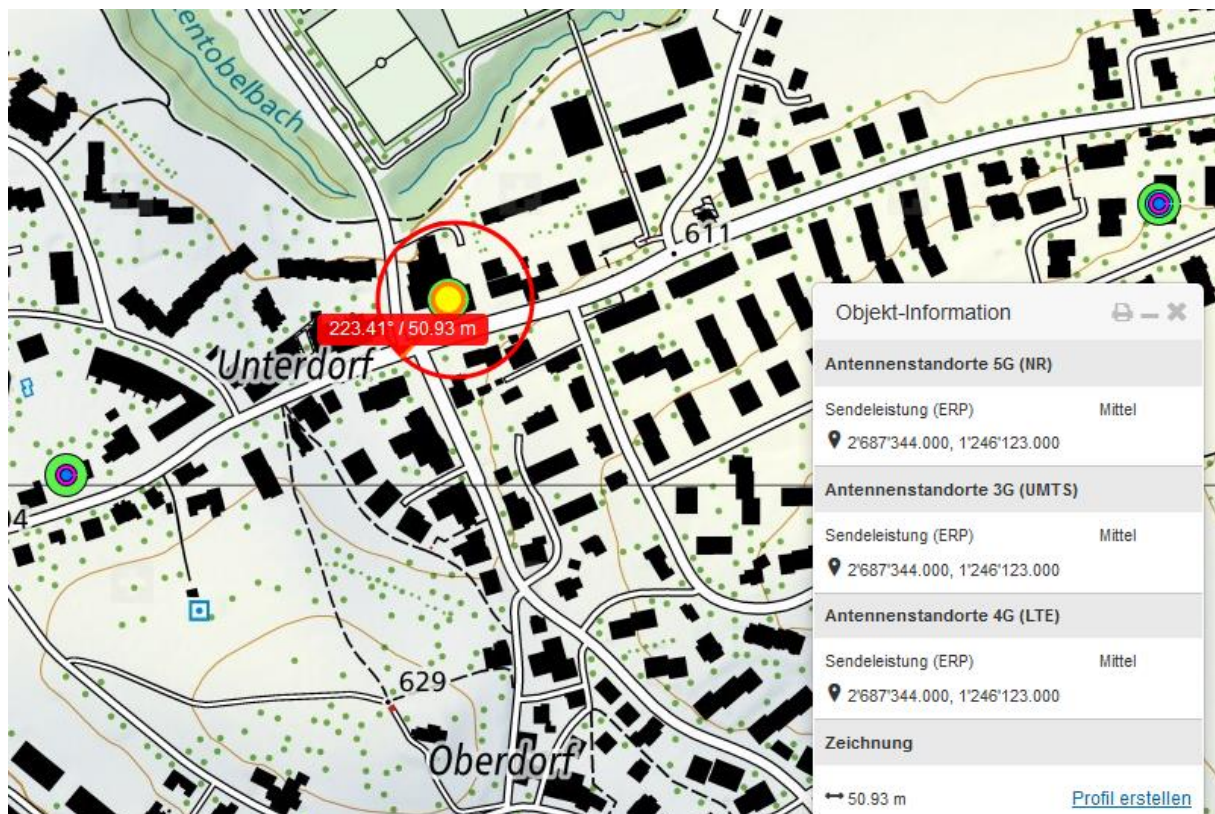 entobelbach
611
223.41° / 50.93 m
Unterdorf
04
629
Oberdorf
Objekt-Information
Antennenstandorte 5G (NR)
Sendeleistung (ERP) Mittel
2'687'344.000, 1'246'123.000
Antennenstandorte 3G (UMTS)
Sendeleistung (ERP) Mittel
2'687'344.000, 1'246'123.000
Antennenstandorte 4G (LTE)
Sendeleistung (ERP) Mittel
2'687'344.000, 1'246'123.000
Zeichnung
50.93 m Profil erstellen